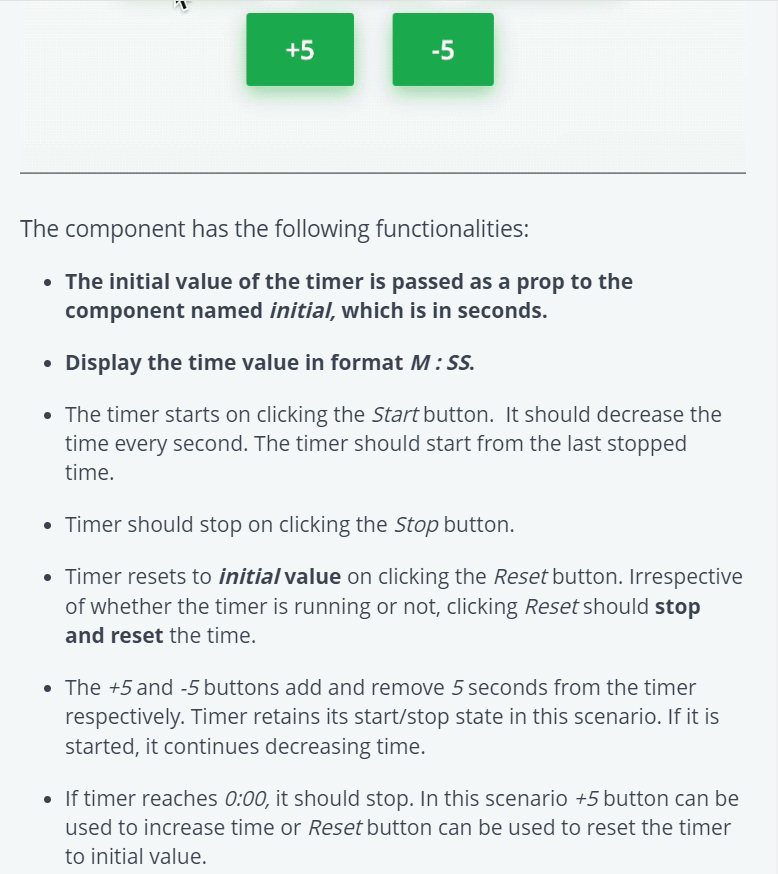 +5 -5
The component has the following functionalities:
• The initial value of the timer is passed as a prop to the
component named initial, which is in seconds.
• Display the time value in format M : SS.
• The timer starts on clicking the Start button.  It should decrease the
time every second. The timer should start from the last stopped
time.
• Timer should stop on clicking the Stop button.
• Timer resets to initial value on clicking the Reset button. Irrespective
of whether the timer is running or not, clicking Reset should stop
and reset the time.
• The +5 and -5 buttons add and remove 5 seconds from the timer
respectively. Timer retains its start/stop state in this scenario. If it is
started, it continues decreasing time.
• If timer reaches 0:00, it should stop. In this scenario +5 button can be
used to increase time or Reset button can be used to reset the timer
to initial value.